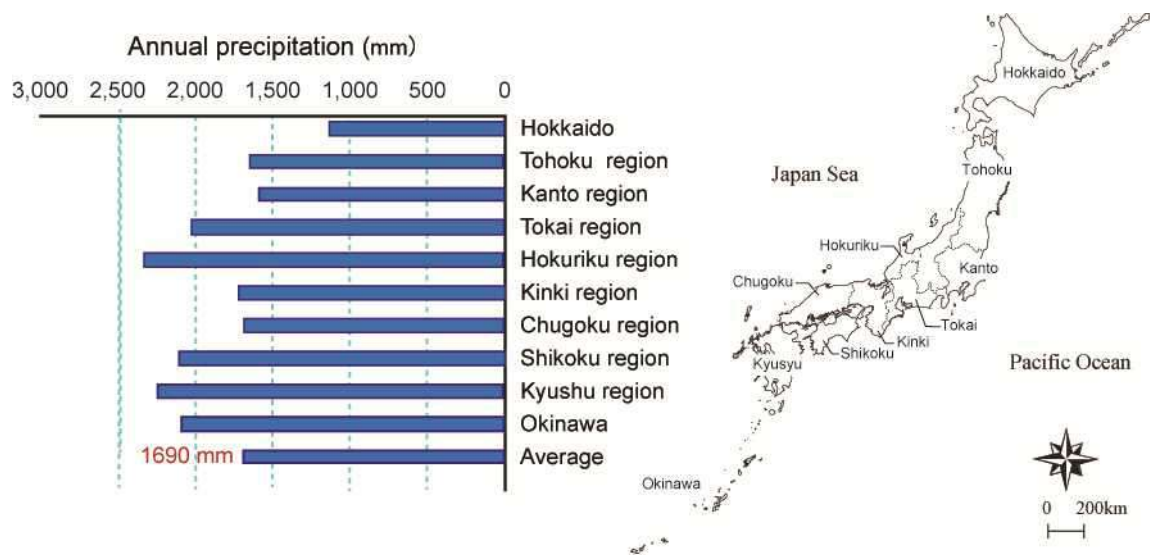 Annual precipitation (mm)
3,000 2,500 2,000 1,500 1,000 500 0
Hokkaido
Tohoku region
Kanto region
Tokai region
Hokuriku region
Kinki region
Chugoku region
Shikoku region
Kyushu region
Okinawa
1690 mm Average
Hokkaido
Tohoku
Japan Sea
Hokuriku
Kanto
Chugoku
Tokai
Kinki
Shikoku
Kyusyu
Pacific Ocean
Okinawa
0 200km